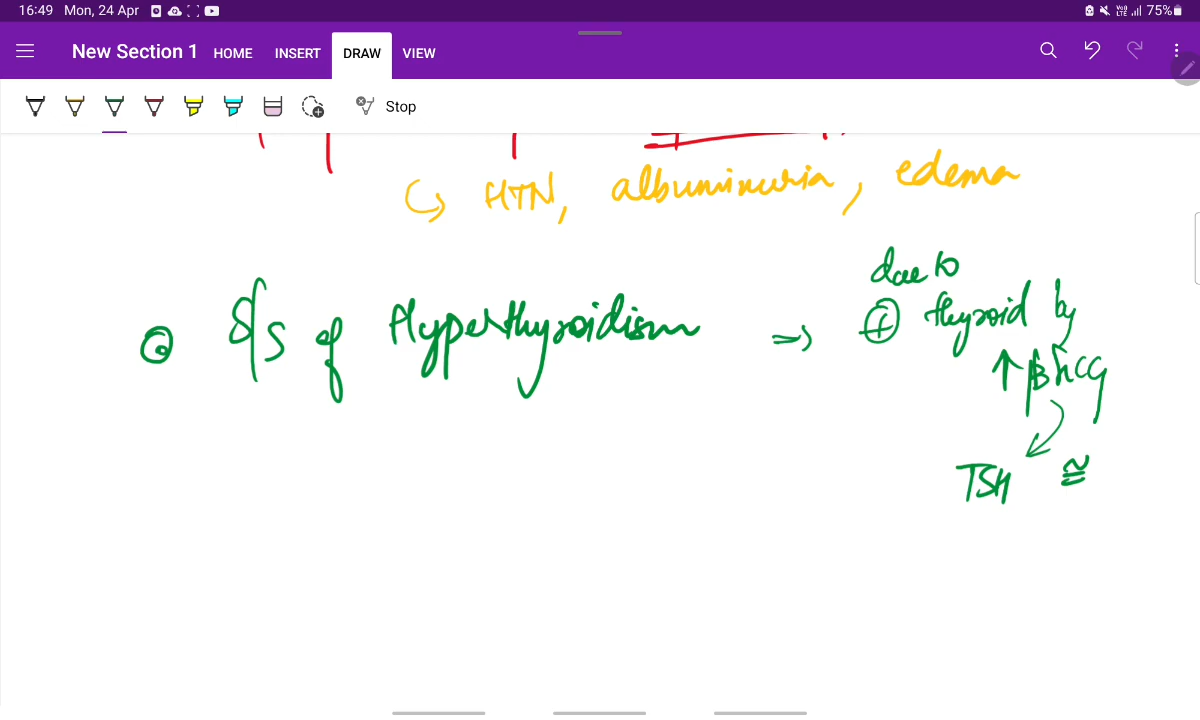 16:49 Mon, 24 Apr 75%
New Section 1 HOME INSERT DRAW VIEW
Stop
HTN, albuminuria, edema
S/s of Hyperthyroidism ⇒ due to
⊕ thyroid by
↑ βhCG
TSH ≅